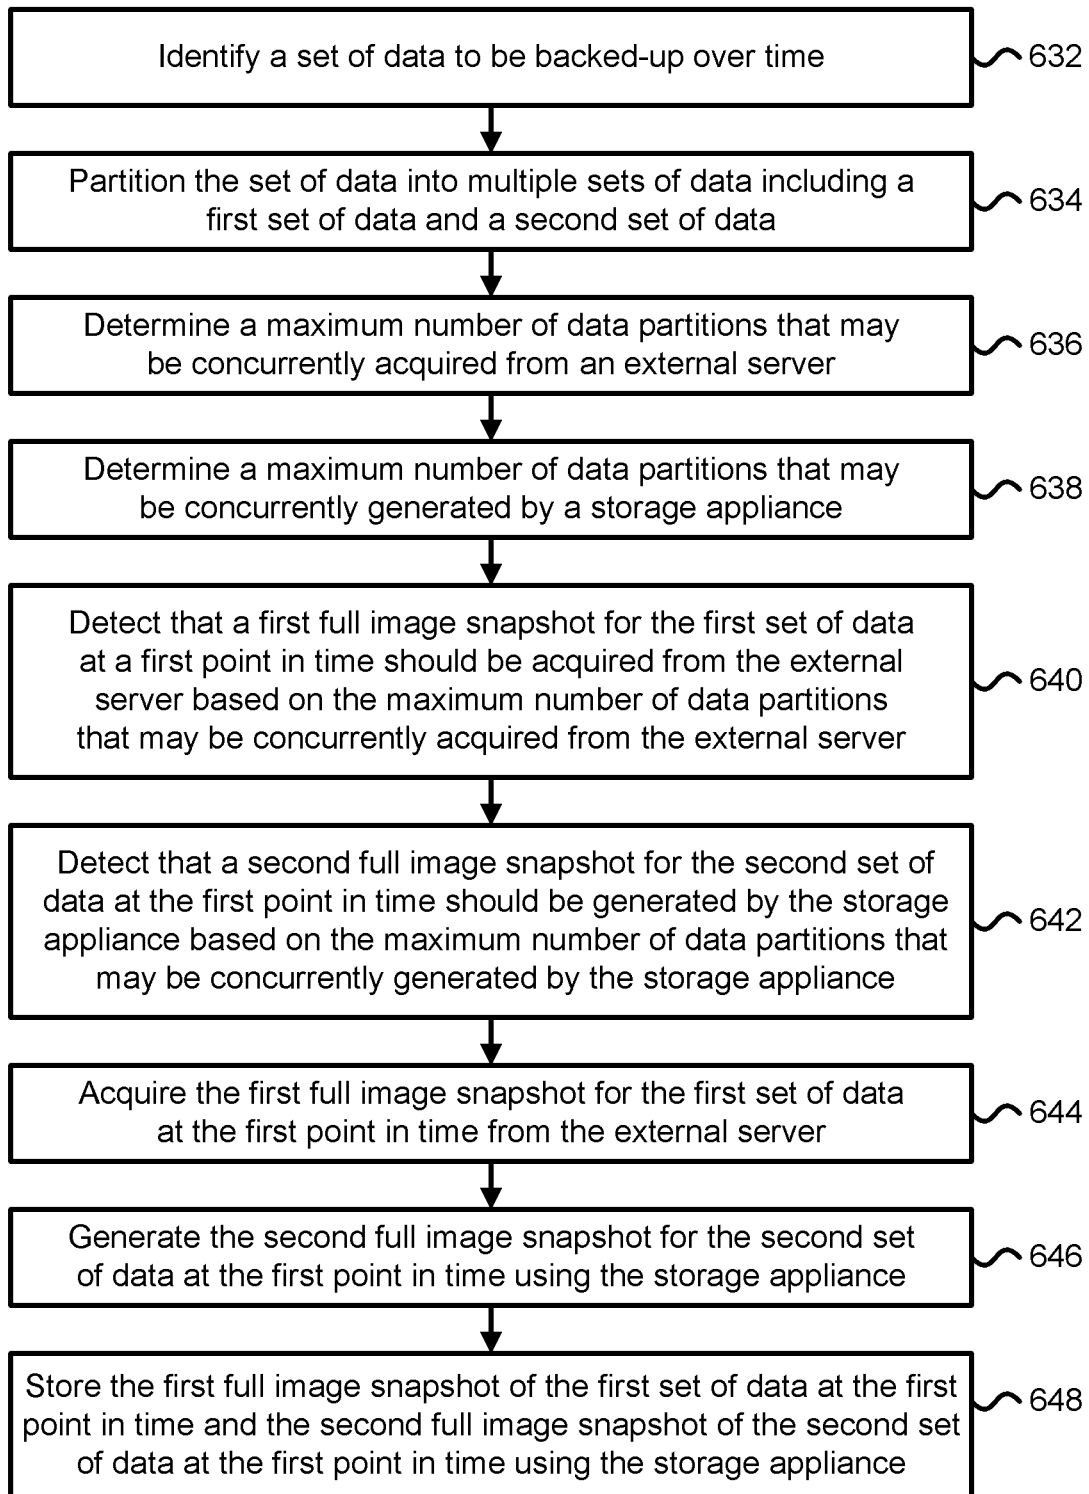 Identify a set of data to be backed-up over time
632
Partition the set of data into multiple sets of data including a
first set of data and a second set of data
634
Determine a maximum number of data partitions that may
be concurrently acquired from an external server
636
Determine a maximum number of data partitions that may
be concurrently generated by a storage appliance
638
Detect that a first full image snapshot for the first set of data
at a first point in time should be acquired from the external
server based on the maximum number of data partitions
that may be concurrently acquired from the external server
640
Detect that a second full image snapshot for the second set of
data at the first point in time should be generated by the storage
appliance based on the maximum number of data partitions that
may be concurrently generated by the storage appliance
642
Acquire the first full image snapshot for the first set of data
at the first point in time from the external server
644
Generate the second full image snapshot for the second set
of data at the first point in time using the storage appliance
646
Store the first full image snapshot of the first set of data at the first
point in time and the second full image snapshot of the second set
of data at the first point in time using the storage appliance
648